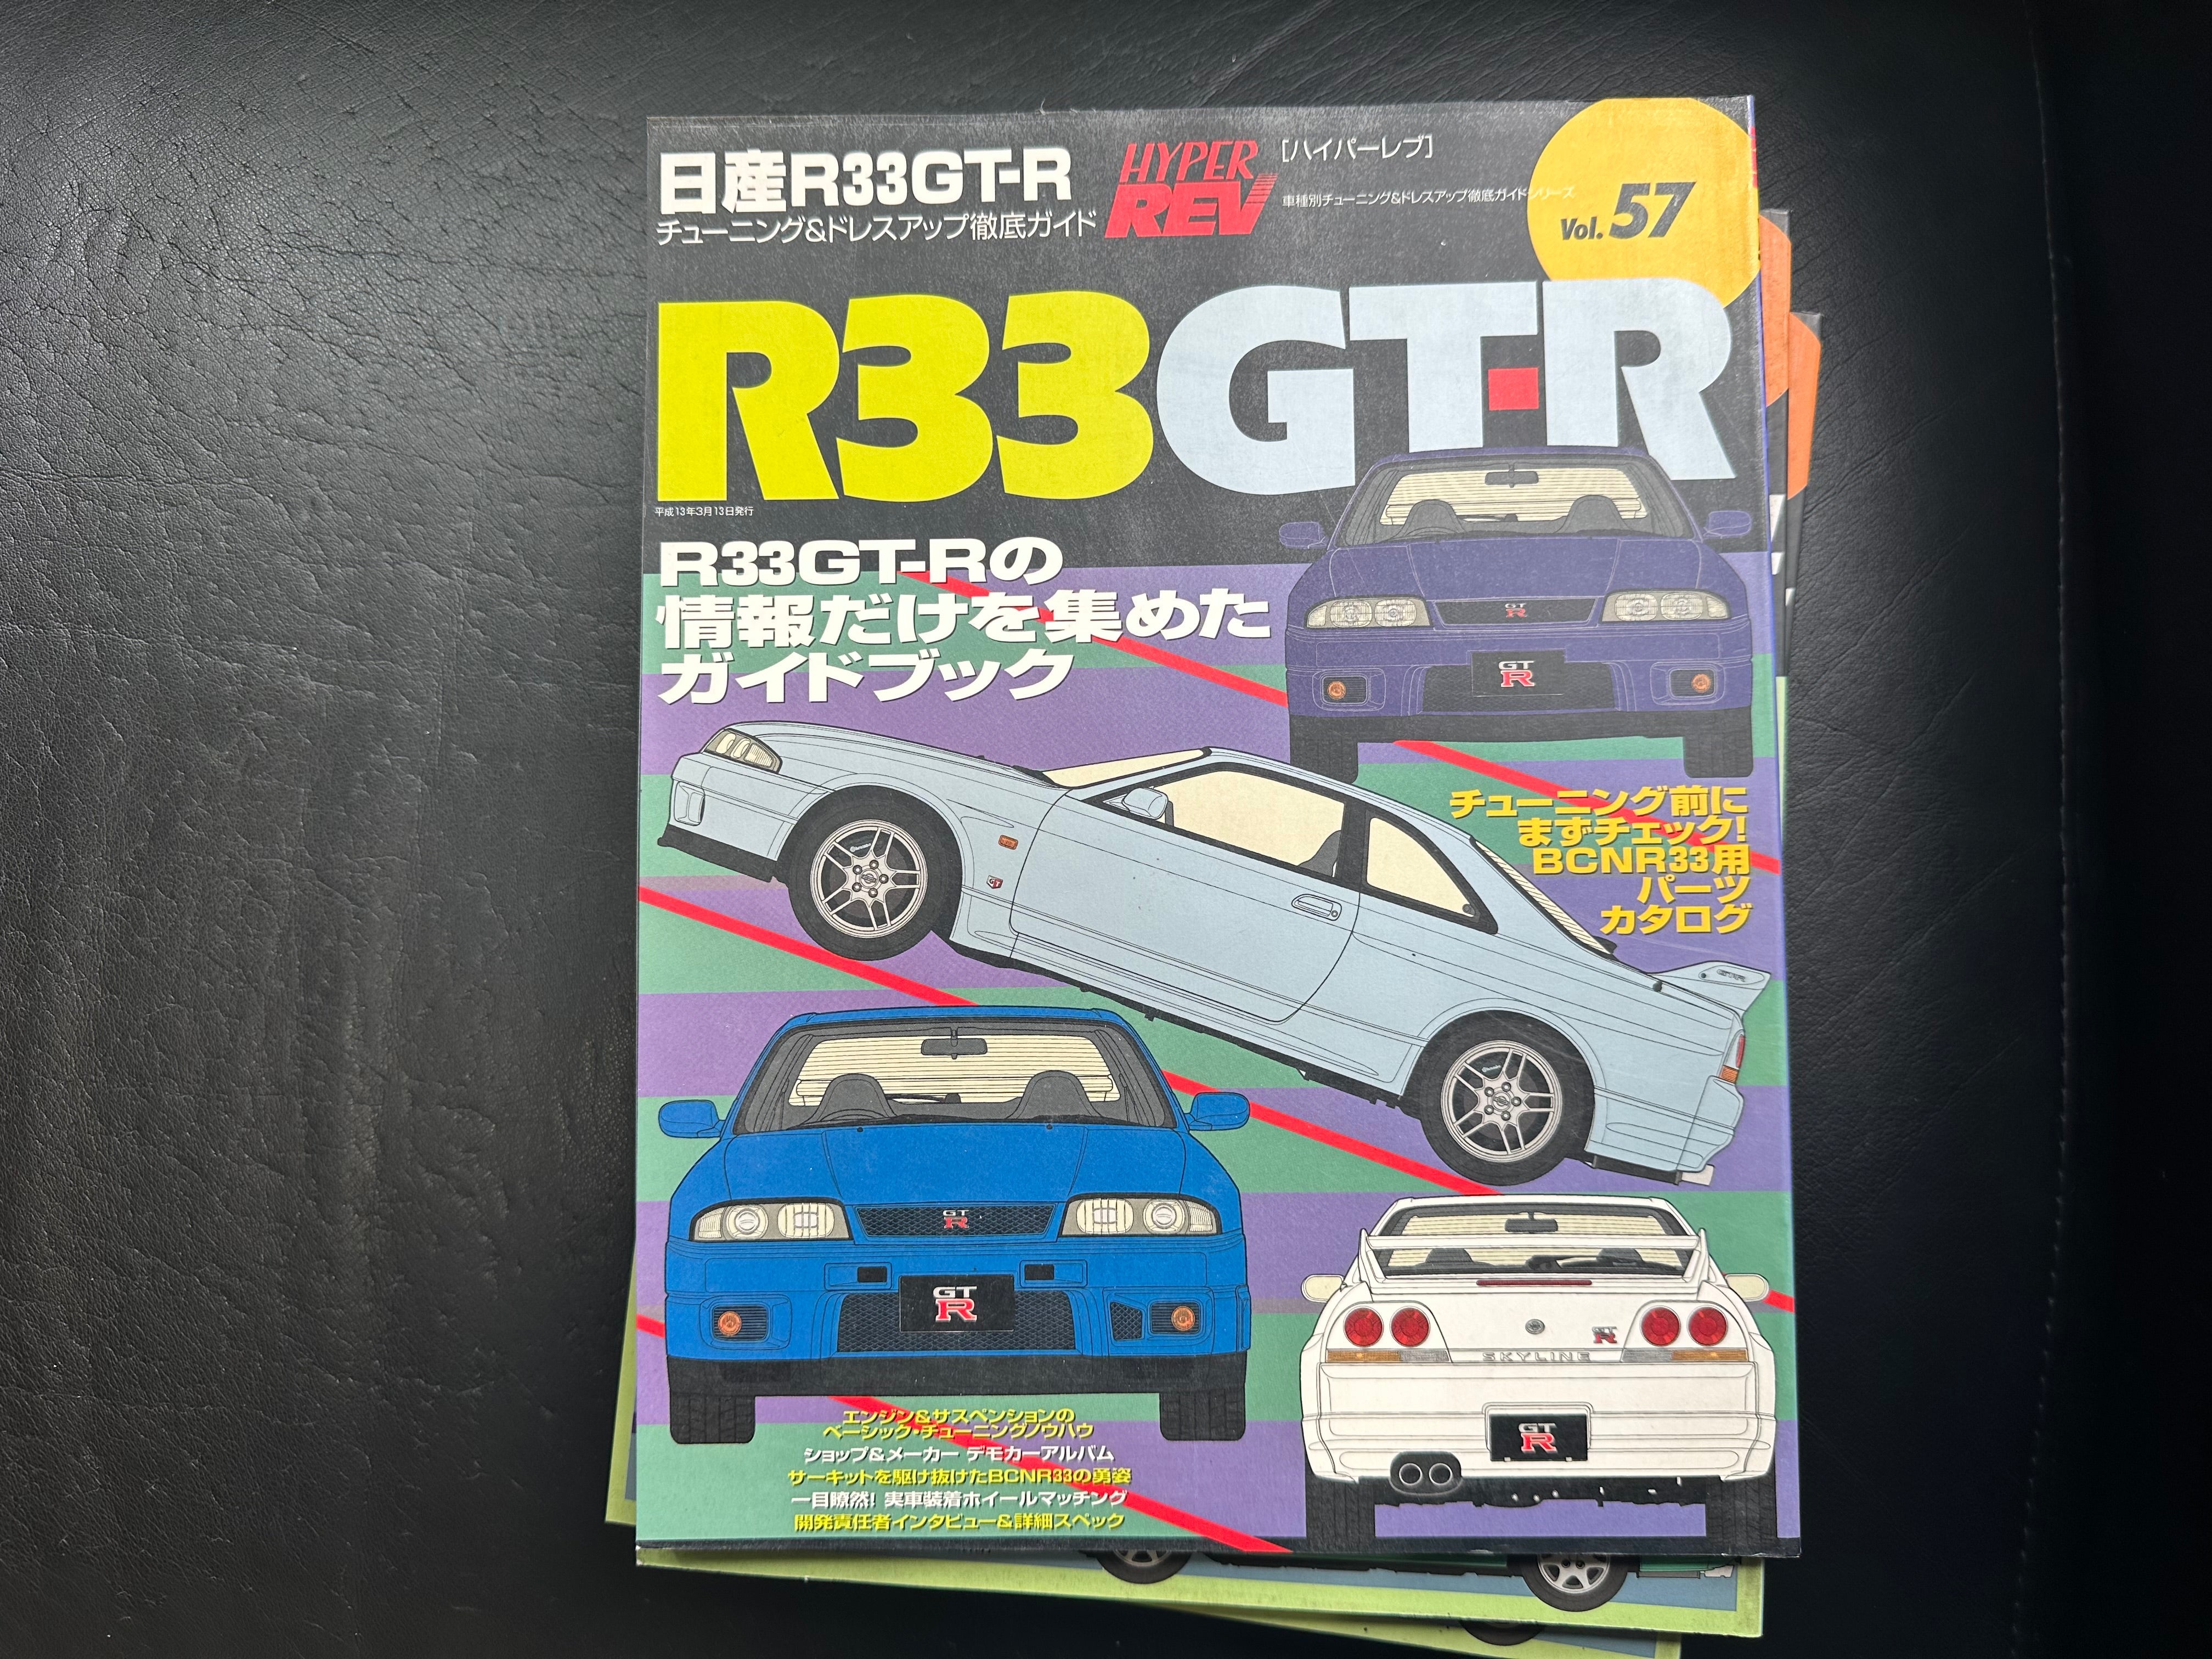 日産R33GT-R
チューニング&ドレスアップ徹底ガイド
HYPER
REV
[ハイパーレブ]
車種別チューニング&ドレスアップ徹底ガイドシリーズ
Vol. 57
R33GT-R
平成13年3月13日発行
R33GT-Rの
情報だけを集めた
ガイドブック
GT
R
GT
R
チューニング前に
まずチェック!
BCNR33用
パーツ
カタログ
GT
GT-R
GT
R
GT
R
GT
R
SKYLINE
GT
R
エンジン&サスペンションの
ベーシック・チューニングノウハウ
ショップ&メーカー デモカーアルバム
サーキットを駆け抜けたBCNR33の勇姿
一目瞭然! 実車装着ホイールマッチング
開発責任者インタビュー&詳細スペック